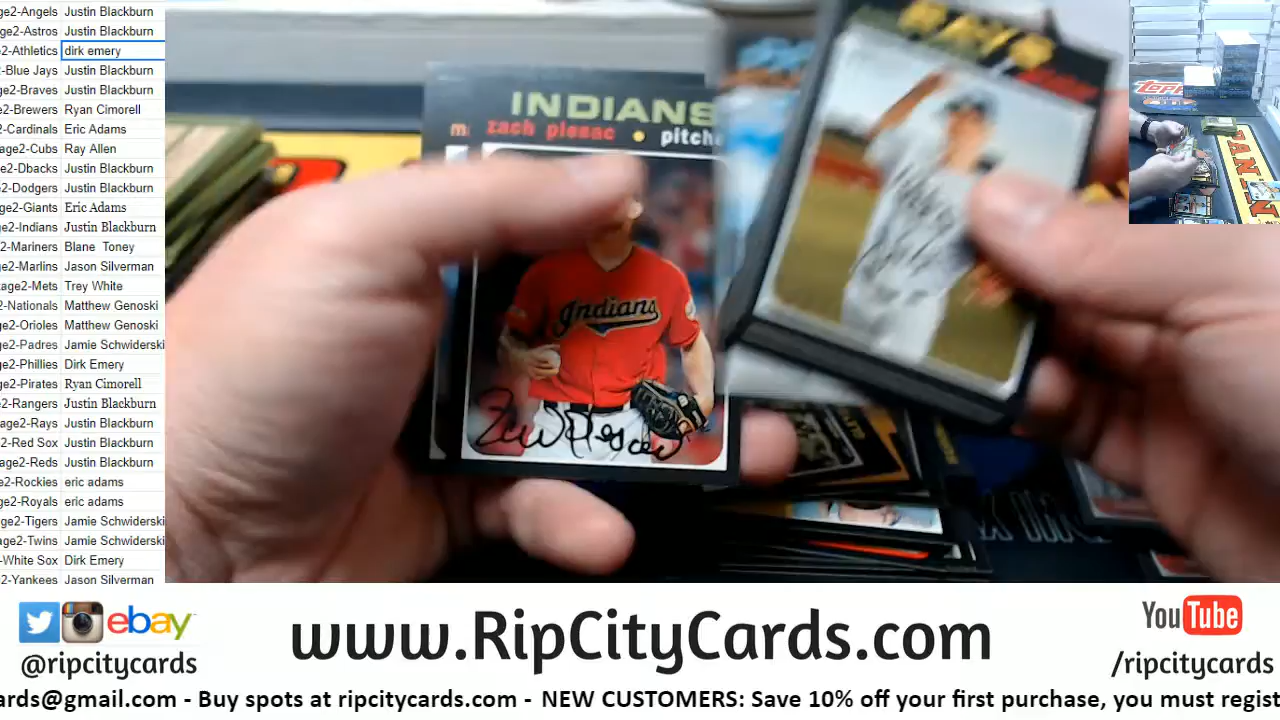 ge2-Angels Justin Blackburn
ge2-Astros Justin Blackburn
2-Athletics dirk emery
2-Blue Jays Justin Blackburn
ge2-Braves Justin Blackburn
e2-Brewers Ryan Cimorell
2-Cardinals Eric Adams
age2-Cubs Ray Allen
e2-Dbacks Justin Blackburn
e2-Dodgers Justin Blackburn
ge2-Giants Eric Adams
ge2-Indians Justin Blackburn
e2-Mariners Blane Toney
ge2-Marlins Jason Silverman
tage2-Mets Trey White
2-Nationals Matthew Genoski
ge2-Orioles Matthew Genoski
ge2-Padres Jamie Schwiderski
ge2-Phillies Dirk Emery
ge2-Pirates Ryan Cimorell
e2-Rangers Justin Blackburn
age2-Rays Justin Blackburn
2-Red Sox Justin Blackburn
age2-Reds Justin Blackburn
e2-Rockies eric adams
ge2-Royals eric adams
ge2-Tigers Jamie Schwiderski
ge2-Twins Jamie Schwiderski
-White Sox Dirk Emery
e2-Yankees Jason Silverman
INDIANS
zach plesac • pitche
Indians
RAYS
TOPPS
ebay
@ripcitycards
www.RipCityCards.com
YouTube
/ripcitycards
ards@gmail.com - Buy spots at ripcitycards.com - NEW CUSTOMERS: Save 10% off your first purchase, you must regist